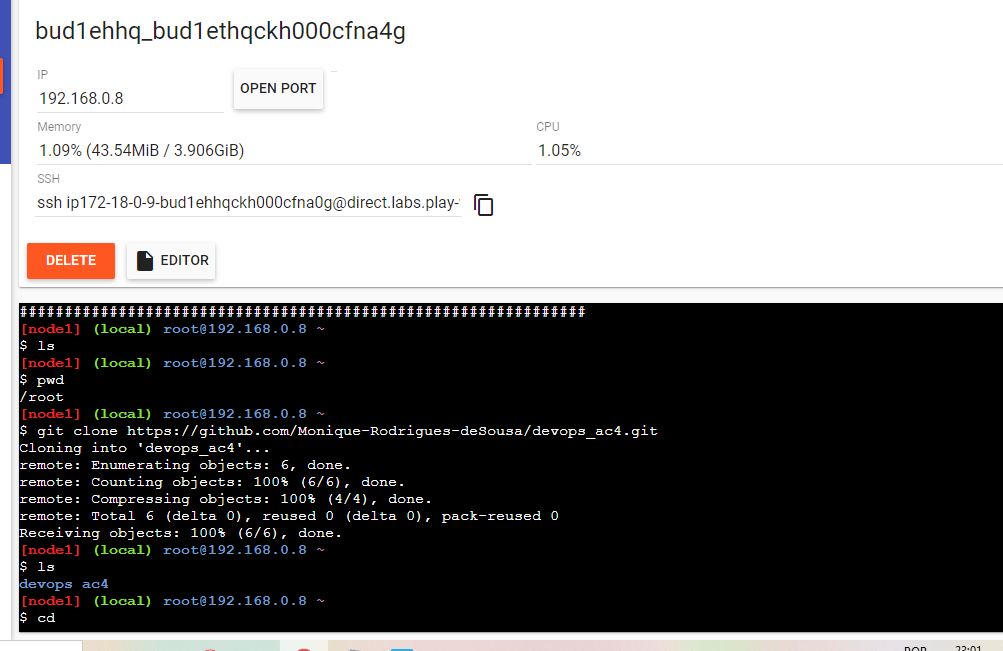 bud1ehhq_bud1ethqckh000cfna4g
IP
192.168.0.8
OPEN PORT
Memory
1.09% (43.54MiB / 3.906GiB)
CPU
1.05%
SSH
ssh ip172-18-0-9-bud1ehhqckh000cfna0g@direct.labs.play-
DELETE
EDITOR
###############################################################
[node1] (local) root@192.168.0.8 ~
$ ls
[node1] (local) root@192.168.0.8 ~
$ pwd
/root
[node1] (local) root@192.168.0.8 ~
$ git clone https://github.com/Monique-Rodrigues-deSousa/devops_ac4.git
Cloning into 'devops_ac4'...
remote: Enumerating objects: 6, done.
remote: Counting objects: 100% (6/6), done.
remote: Compressing objects: 100% (4/4), done.
remote: Total 6 (delta 0), reused 0 (delta 0), pack-reused 0
Receiving objects: 100% (6/6), done.
[node1] (local) root@192.168.0.8 ~
$ ls
devops_ac4
[node1] (local) root@192.168.0.8 ~
$ cd
POR
23:01